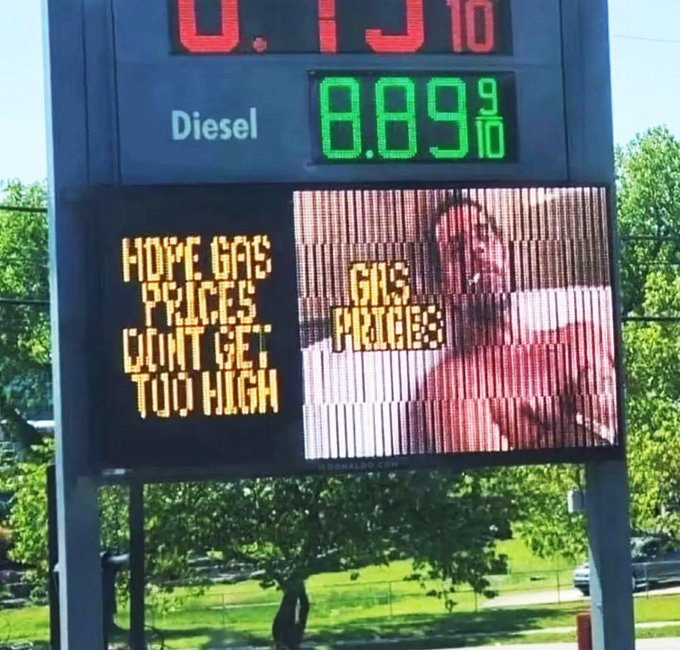 Diesel
8.89 9/10
HOPE GAS
PRICES
DONT GET
TOO HIGH
GAS
PRICES